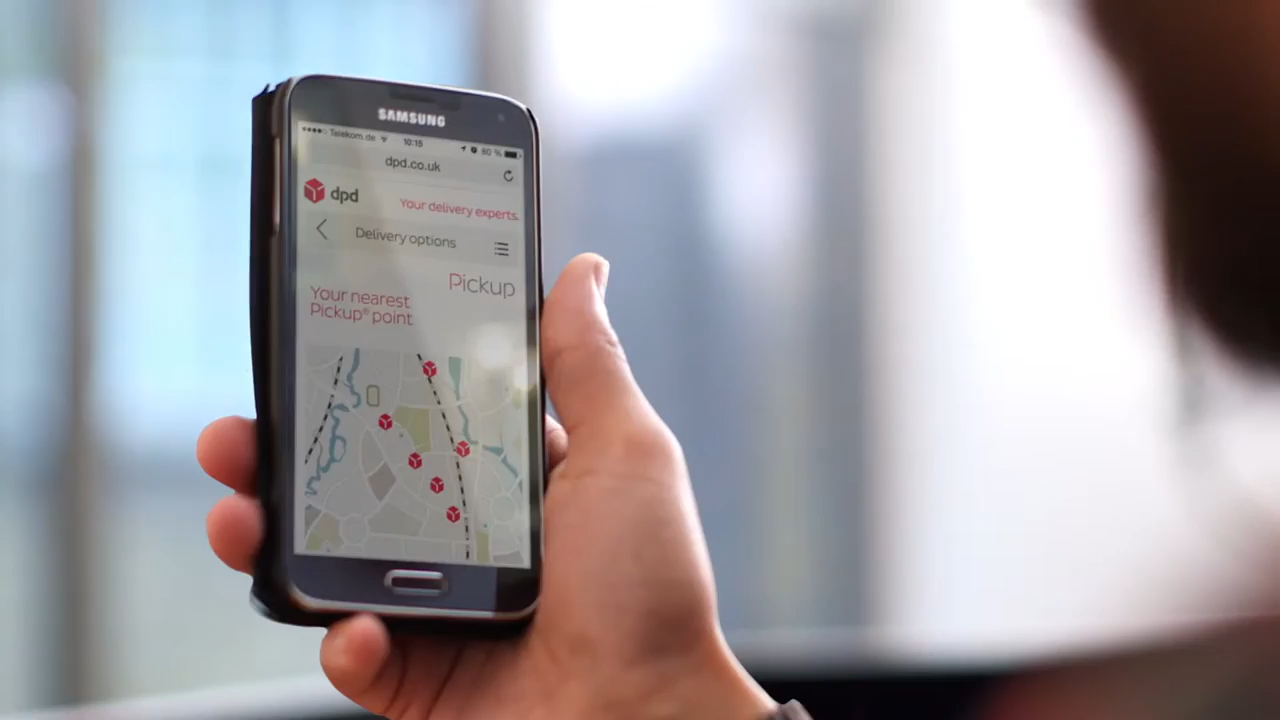 SAMSUNG
Telekom.de 10:15 80 %
dpd.co.uk
dpd
Your delivery experts.
Delivery options
Pickup
Your nearest
Pickup® point